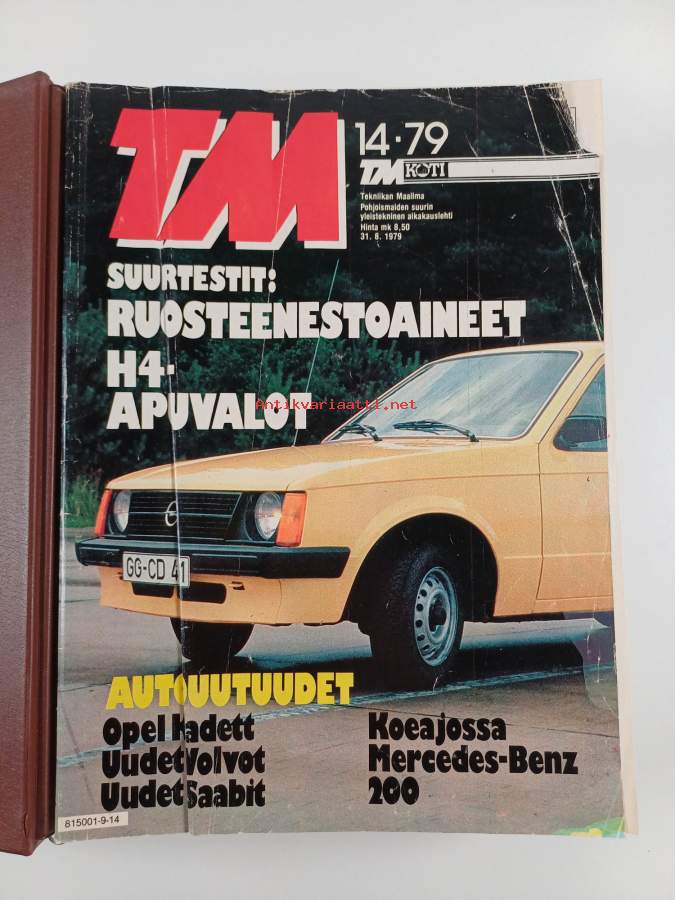 TM
14·79
TM KOTI
Tekniikan Maailma
Pohjoismaiden suurin
yleistekninen aikakauslehti
Hinta mk 8,50
31. 8. 1979
SUURTESTIT:
RUOSTEENESTOAINEET
H4-
APUVALOT
Antikvariaatti.net
GG-CD 41
AUTOUUTUUDET
Opel Kadett
Uudet Volvot
Uudet Saabit
Koeajossa
Mercedes-Benz
200
815001-9-14